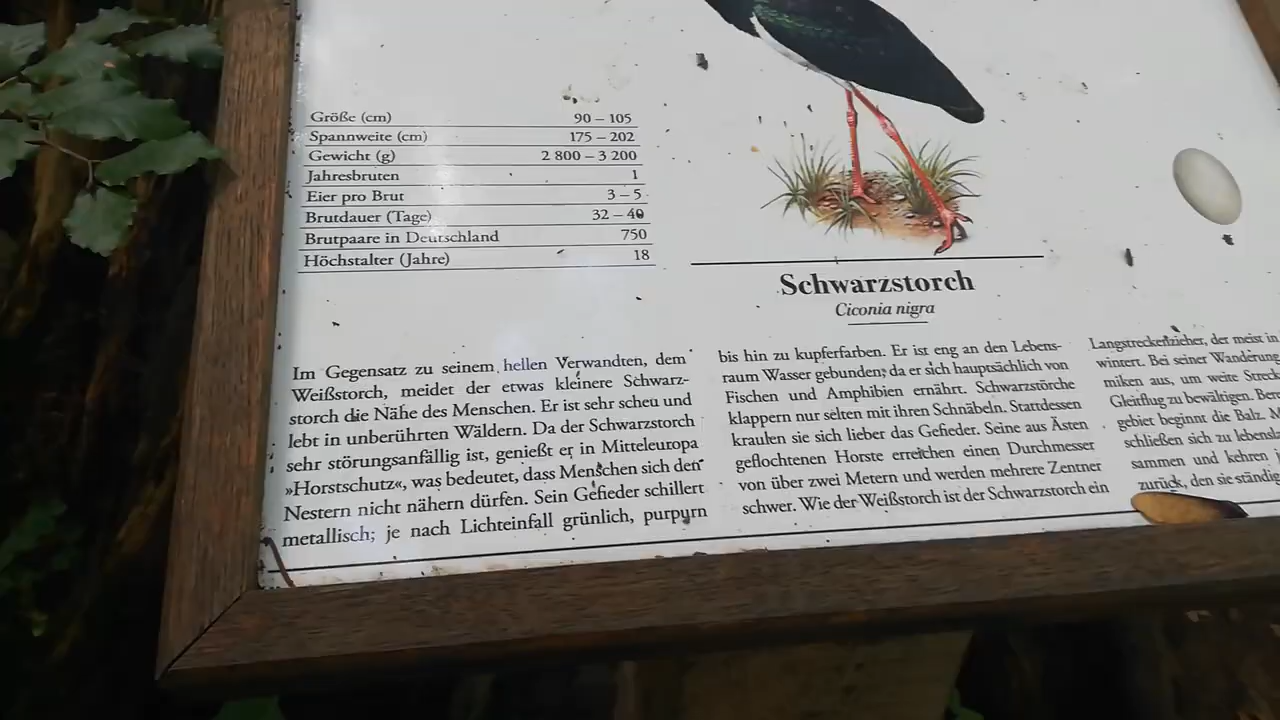 Größe (cm) 90 – 105
Spannweite (cm) 175 – 202
Gewicht (g) 2 800 – 3 200
Jahresbruten 1
Eier pro Brut 3 – 5
Brutdauer (Tage) 32 – 40
Brutpaare in Deutschland 750
Höchstalter (Jahre) 18
Schwarzstorch
Ciconia nigra
Im Gegensatz zu seinem hellen Verwandten, dem
Weißstorch, meidet der etwas kleinere Schwarz-
storch die Nähe des Menschen. Er ist sehr scheu und
lebt in unberührten Wäldern. Da der Schwarzstorch
sehr störungsanfällig ist, genießt er in Mitteleuropa
»Horstschutz«, was bedeutet, dass Menschen sich den
Nestern nicht nähern dürfen. Sein Gefieder schillert
metallisch; je nach Lichteinfall grünlich, purpurn
bis hin zu kupferfarben. Er ist eng an den Lebens-
raum Wasser gebunden; da er sich hauptsächlich von
Fischen und Amphibien ernährt. Schwarzstörche
klappern nur selten mit ihren Schnäbeln. Stattdessen
kraulen sie sich lieber das Gefieder. Seine aus Ästen
geflochtenen Horste erreichen einen Durchmesser
von über zwei Metern und werden mehrere Zentner
schwer. Wie der Weißstorch ist der Schwarzstorch ein
Langstreckenzieher, der meist in
wintert. Bei seiner Wanderung
miken aus, um weite Streck
Gleitflug zu bewältigen. Bere
gebiet beginnt die Balz.
schließen sich zu lebensla
sammen und kehren
zurück, den sie ständig